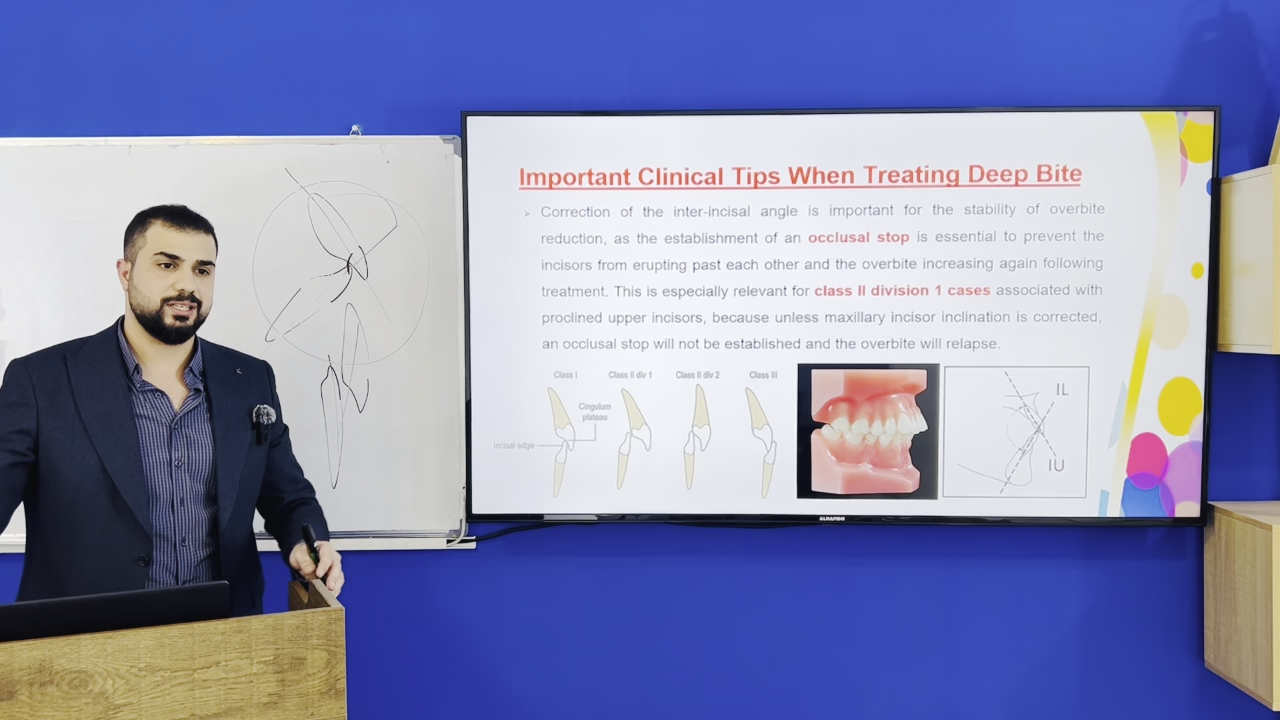 Important Clinical Tips When Treating Deep Bite
Correction of the inter-incisal angle is important for the stability of overbite
reduction, as the establishment of an occlusal stop is essential to prevent the
incisors from erupting past each other and the overbite increasing again following
treatment. This is especially relevant for class II division 1 cases associated with
proclined upper incisors, because unless maxillary incisor inclination is corrected,
an occlusal stop will not be established and the overbite will relapse.
Class I Class II div 1 Class II div 2 Class III
Cingulum
plateau
Incisal edge
IL
IU